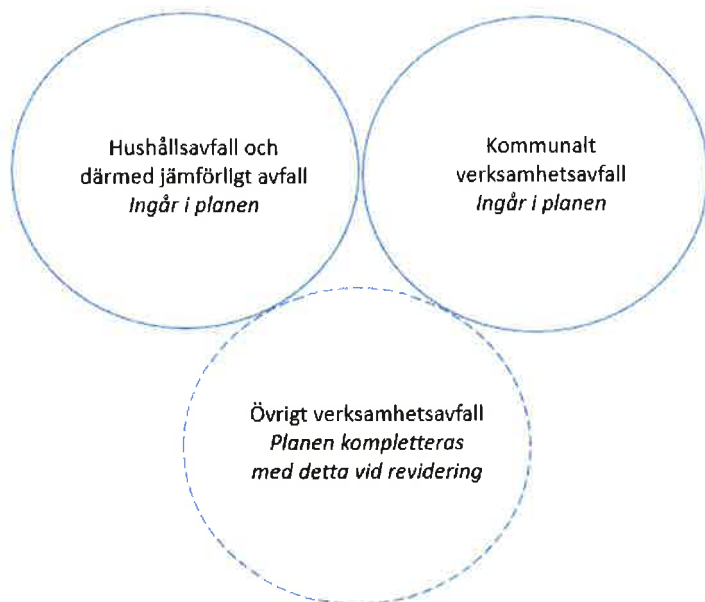 Hushållsavfall och
därmed jämförligt avfall
Ingår i planen
Kommunalt
verksamhetsavfall
Ingår i planen
Övrigt verksamhetsavfall
Planen kompletteras
med detta vid revidering